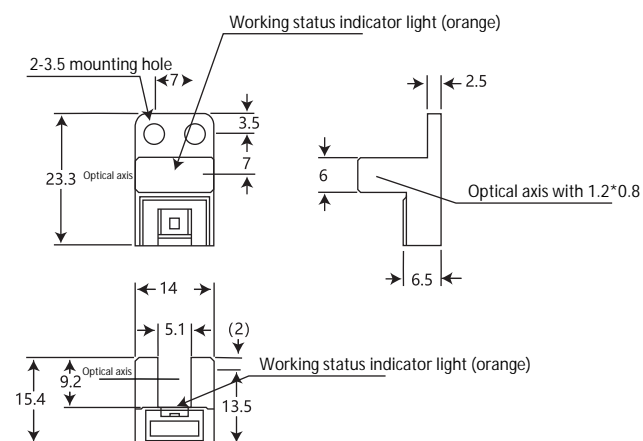 Working status indicator light (orange)
2-3.5 mounting hole
7
2.5
3.5
7
23.3
Optical axis
6
Optical axis with 1.2*0.8
6.5
14
5.1
(2)
Working status indicator light (orange)
Optical axis
9.2
15.4
13.5